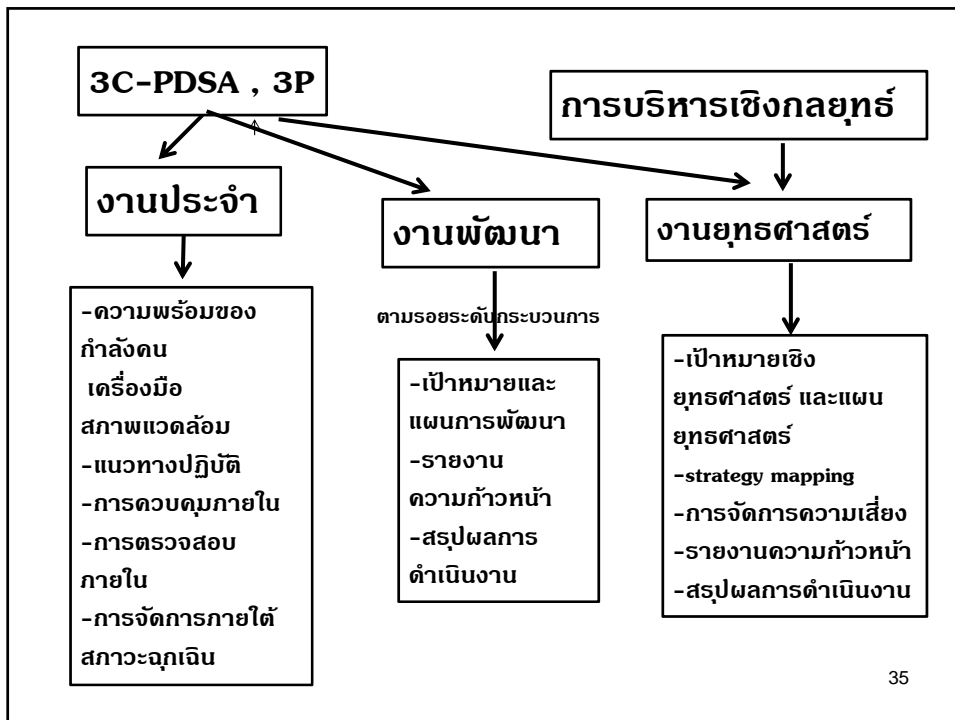 3C-PDSA , 3P
การบริหารเชิงกลยุทธ์
งานประจำ
งานพัฒนา
งานยุทธศาสตร์
-ความพร้อมของ
กำลังคน
เครื่องมือ
สภาพแวดล้อม
-แนวทางปฏิบัติ
-การควบคุมภายใน
-การตรวจสอบ
ภายใน
-การจัดการภายใต้
สภาวะฉุกเฉิน
ตามรอยระดับกระบวนการ
-เป้าหมายและ
แผนการพัฒนา
-รายงาน
ความก้าวหน้า
-สรุปผลการ
ดำเนินงาน
-เป้าหมายเชิง
ยุทธศาสตร์ และแผน
ยุทธศาสตร์
-strategy mapping
-การจัดการความเสี่ยง
-รายงานความก้าวหน้า
-สรุปผลการดำเนินงาน
35